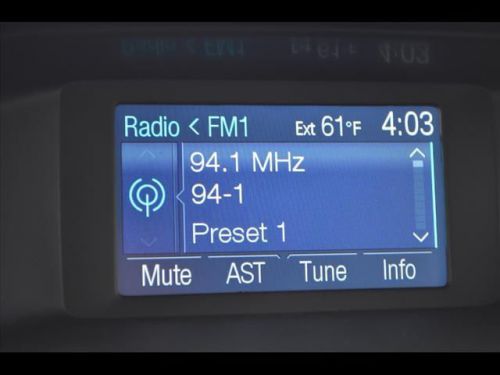 Radio < FM1 Ext 61°F 4:03
94.1 MHz
94-1
Preset 1
Mute AST Tune Info